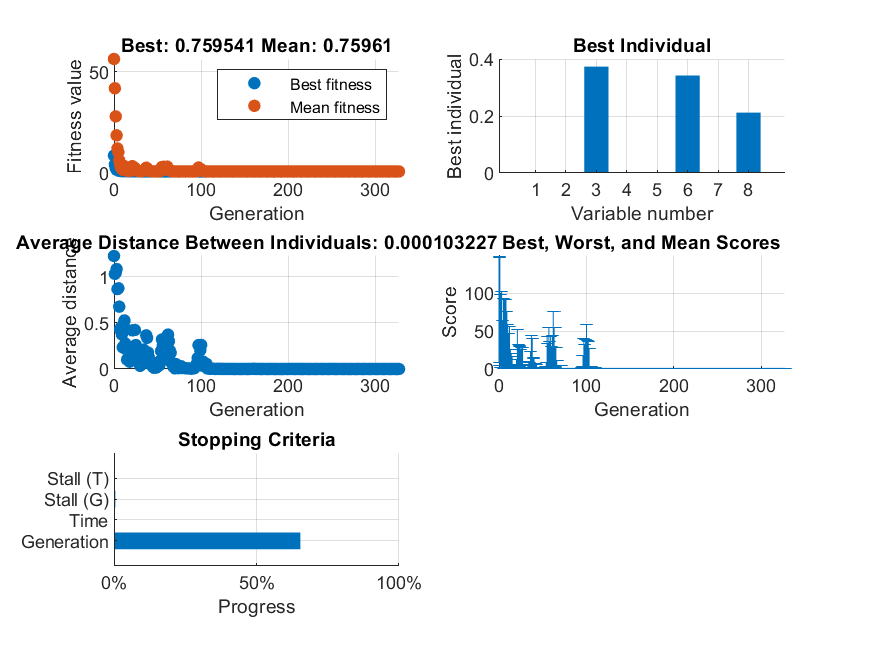 Best: 0.759541 Mean: 0.75961
Fitness value
50
0
Best fitness
Mean fitness
0 100 200 300
Generation
Best Individual
Best individual
0.4
0.2
0
1 2 3 4 5 6 7 8
Variable number
Average Distance Between Individuals: 0.000103227
Average distance
1
0.5
0
0 100 200 300
Generation
Best, Worst, and Mean Scores
Score
100
50
0
0 100 200 300
Generation
Stopping Criteria
Stall (T)
Stall (G)
Time
Generation
0% 50% 100%
Progress